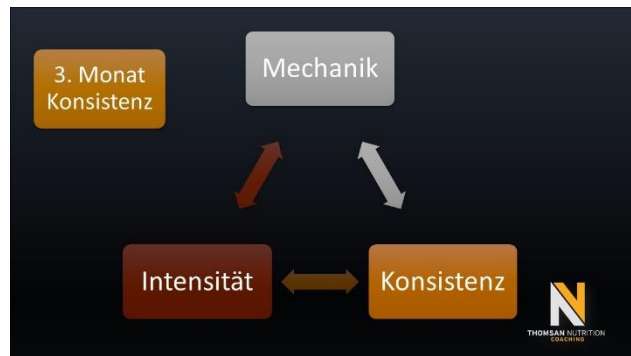 3. Monat
Konsistenz
Mechanik
Intensität
Konsistenz
THOMSAN NUTRITION
COACHING